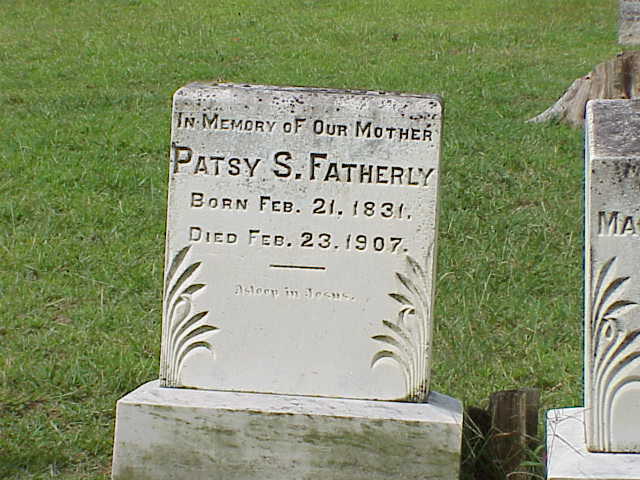 In Memory of Our Mother
Patsy S. Fatherly
Born Feb. 21. 1831.
Died Feb. 23. 1907.
Asleep in Jesus.